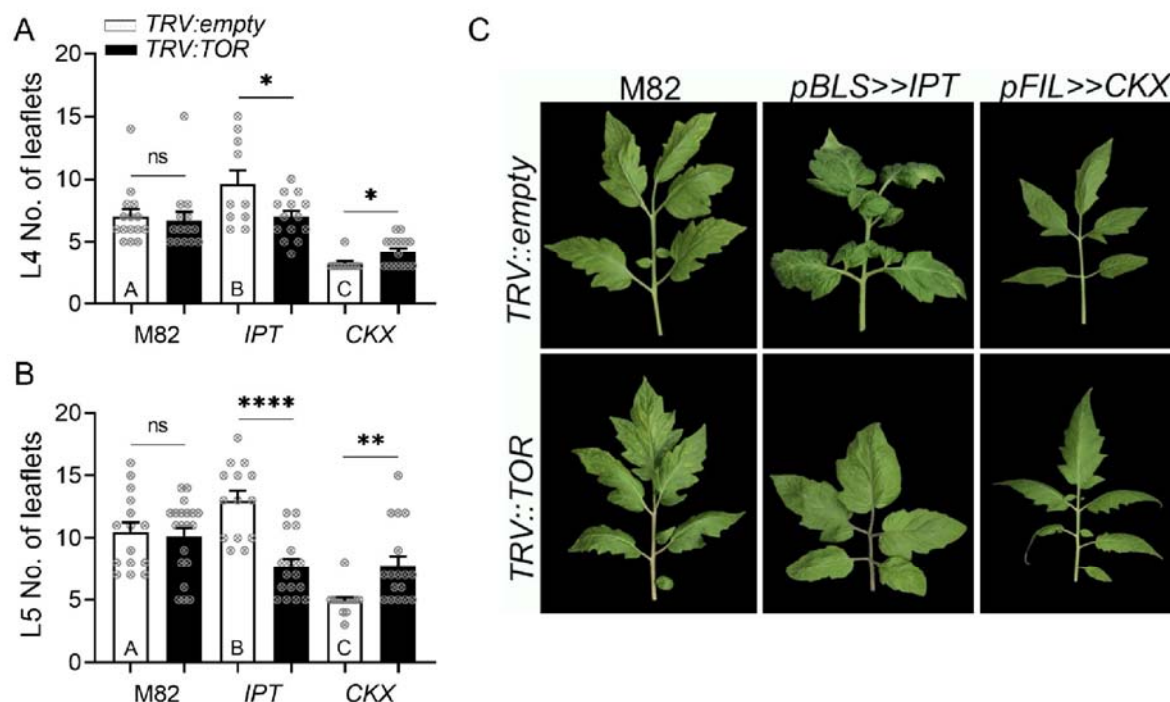 A
TRV:empty
TRV:TOR
L4 No. of leaflets
20
15
10
5
0
ns
*
*
A
B
C
M82
IPT
CKX
B
L5 No. of leaflets
20
15
10
5
0
ns
****
**
A
B
C
M82
IPT
CKX
C
M82
pBLS>>IPT
pFIL>>CKX
TRV::empty
TRV::TOR